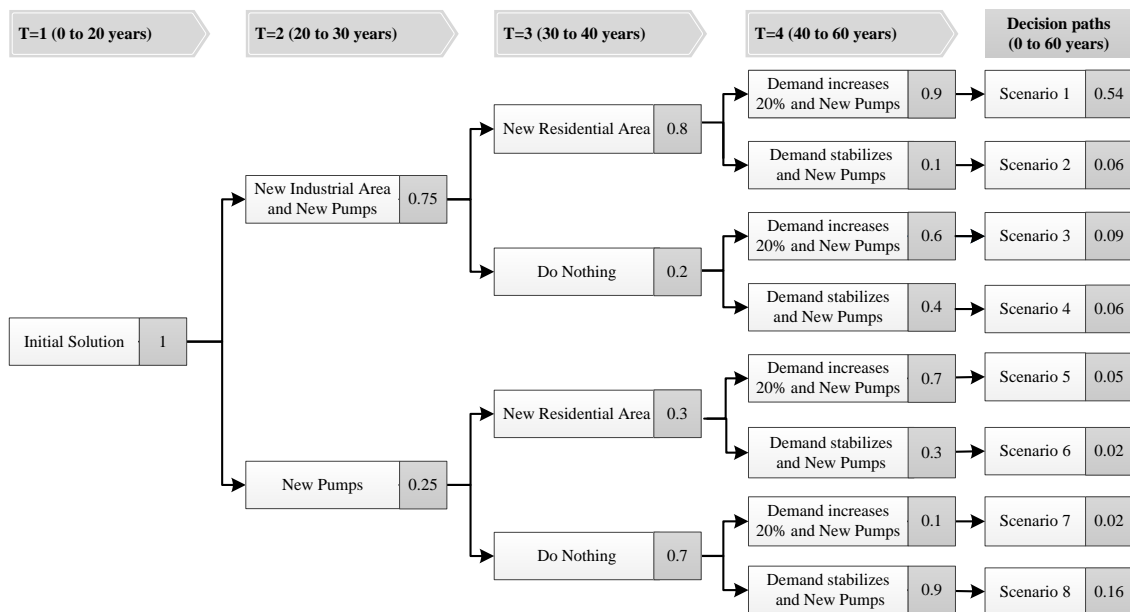 T=1 (0 to 20 years)
T=2 (20 to 30 years)
T=3 (30 to 40 years)
T=4 (40 to 60 years)
Decision paths
(0 to 60 years)
Initial Solution 1
New Industrial Area
and New Pumps
0.75
New Pumps 0.25
New Residential Area 0.8
Do Nothing 0.2
New Residential Area 0.3
Do Nothing 0.7
Demand increases
20% and New Pumps
0.9
Demand stabilizes
and New Pumps
0.1
Demand increases
20% and New Pumps
0.6
Demand stabilizes
and New Pumps
0.4
Demand increases
20% and New Pumps
0.7
Demand stabilizes
and New Pumps
0.3
Demand increases
20% and New Pumps
0.1
Demand stabilizes
and New Pumps
0.9
Scenario 1 0.54
Scenario 2 0.06
Scenario 3 0.09
Scenario 4 0.06
Scenario 5 0.05
Scenario 6 0.02
Scenario 7 0.02
Scenario 8 0.16